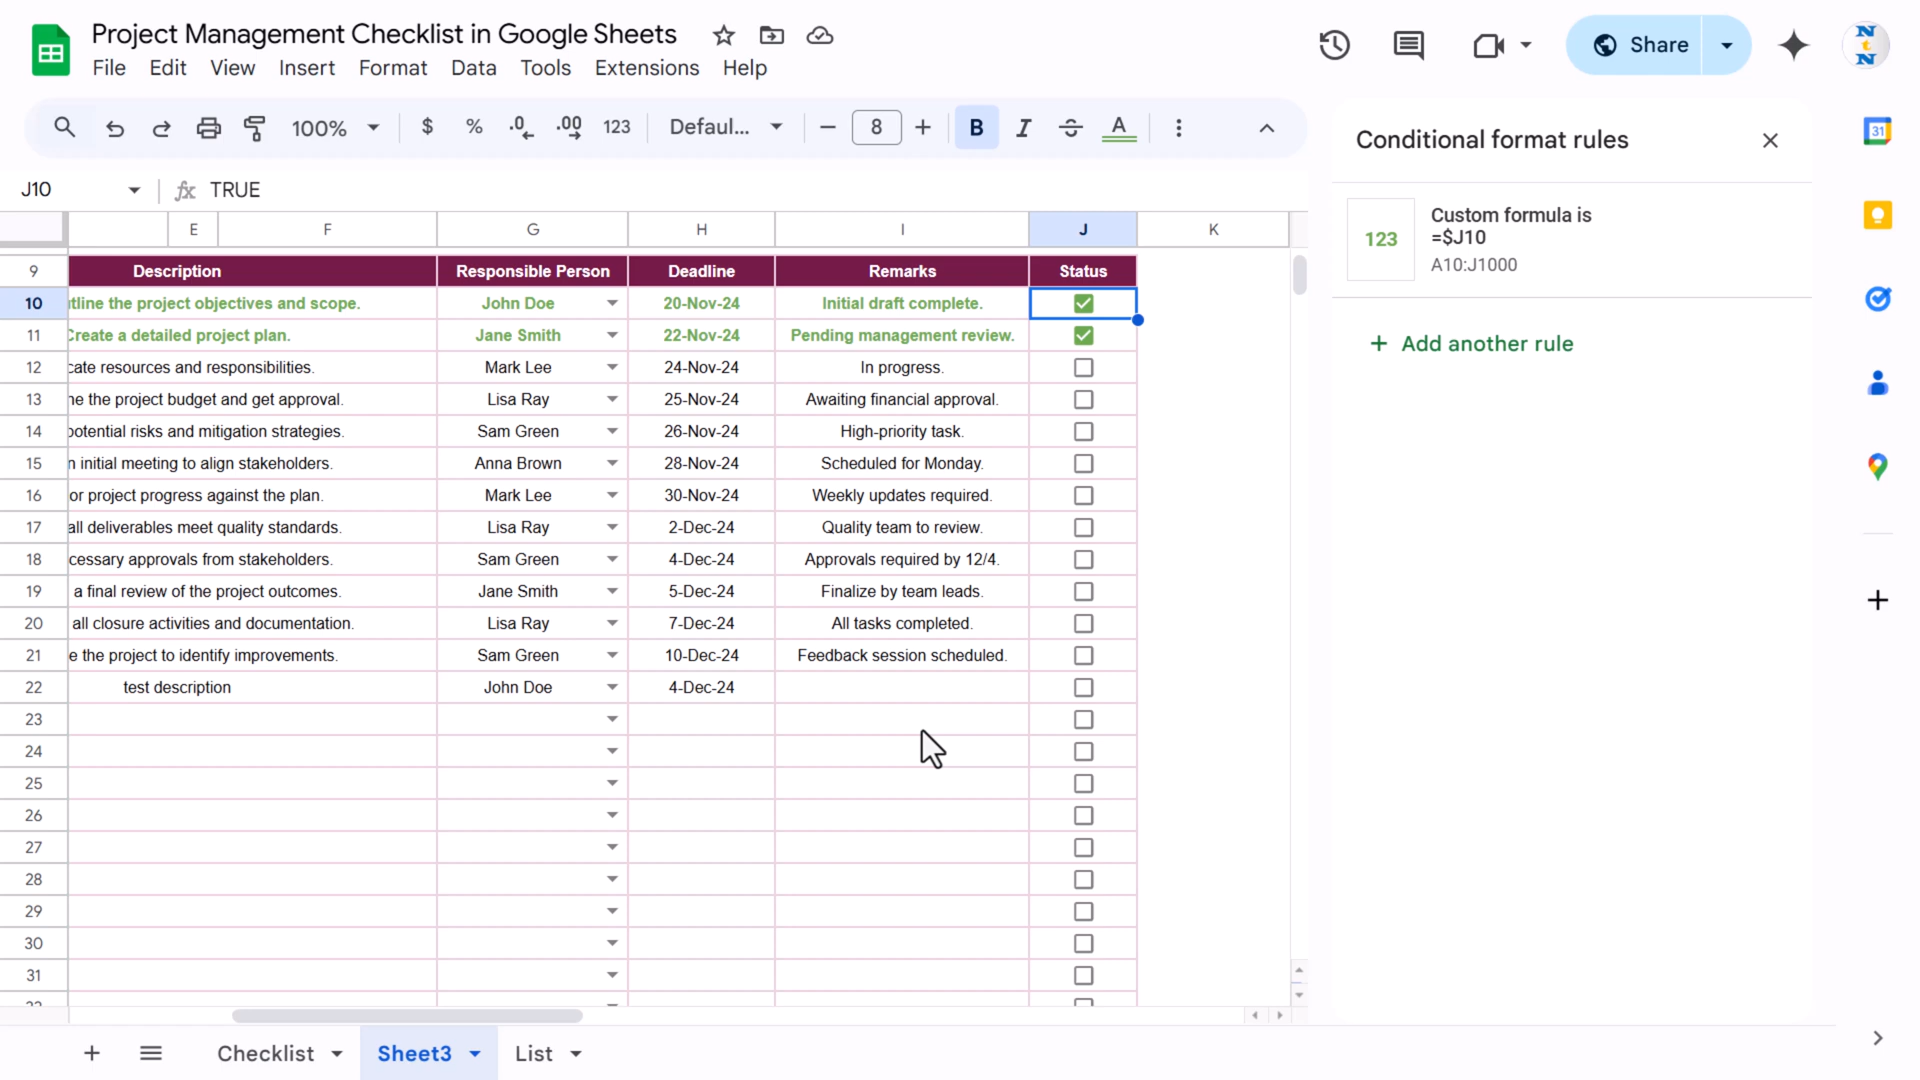 Project Management Checklist in Google Sheets
File Edit View Insert Format Data Tools Extensions Help
Share
N
t
N
100% $ % .0 .00 123 Defaul... 8 B I S A
31
J10 fx TRUE
Conditional format rules
123
Custom formula is
=$J10
A10:J1000
+ Add another rule
E F G H I J K
9 Description Responsible Person Deadline Remarks Status
10 tline the project objectives and scope. John Doe 20-Nov-24 Initial draft complete.
11 Create a detailed project plan. Jane Smith 22-Nov-24 Pending management review.
12 cate resources and responsibilities. Mark Lee 24-Nov-24 In progress.
13 ne the project budget and get approval. Lisa Ray 25-Nov-24 Awaiting financial approval.
14 potential risks and mitigation strategies. Sam Green 26-Nov-24 High-priority task.
15 n initial meeting to align stakeholders. Anna Brown 28-Nov-24 Scheduled for Monday.
16 or project progress against the plan. Mark Lee 30-Nov-24 Weekly updates required.
17 all deliverables meet quality standards. Lisa Ray 2-Dec-24 Quality team to review.
18 cessary approvals from stakeholders. Sam Green 4-Dec-24 Approvals required by 12/4.
19 a final review of the project outcomes. Jane Smith 5-Dec-24 Finalize by team leads.
20 all closure activities and documentation. Lisa Ray 7-Dec-24 All tasks completed.
21 e the project to identify improvements. Sam Green 10-Dec-24 Feedback session scheduled.
22 test description John Doe 4-Dec-24
23
24
25
26
27
28
29
30
31
Checklist Sheet3 List